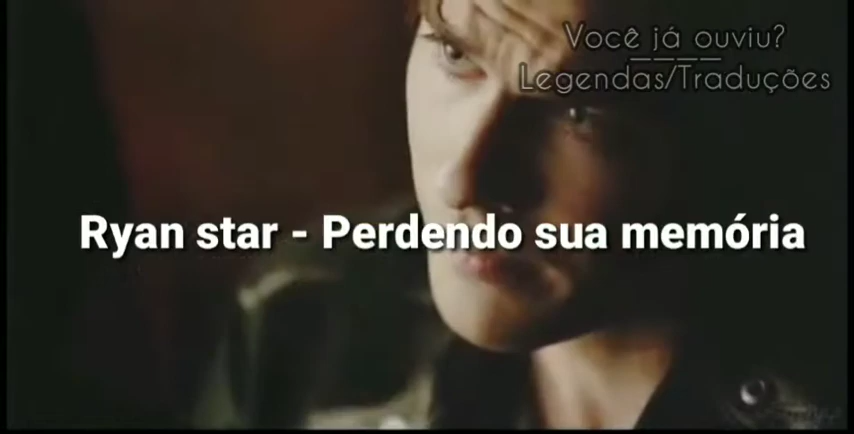 Você já ouviu?
Legendas/Traduções
Ryan star - Perdendo sua memória